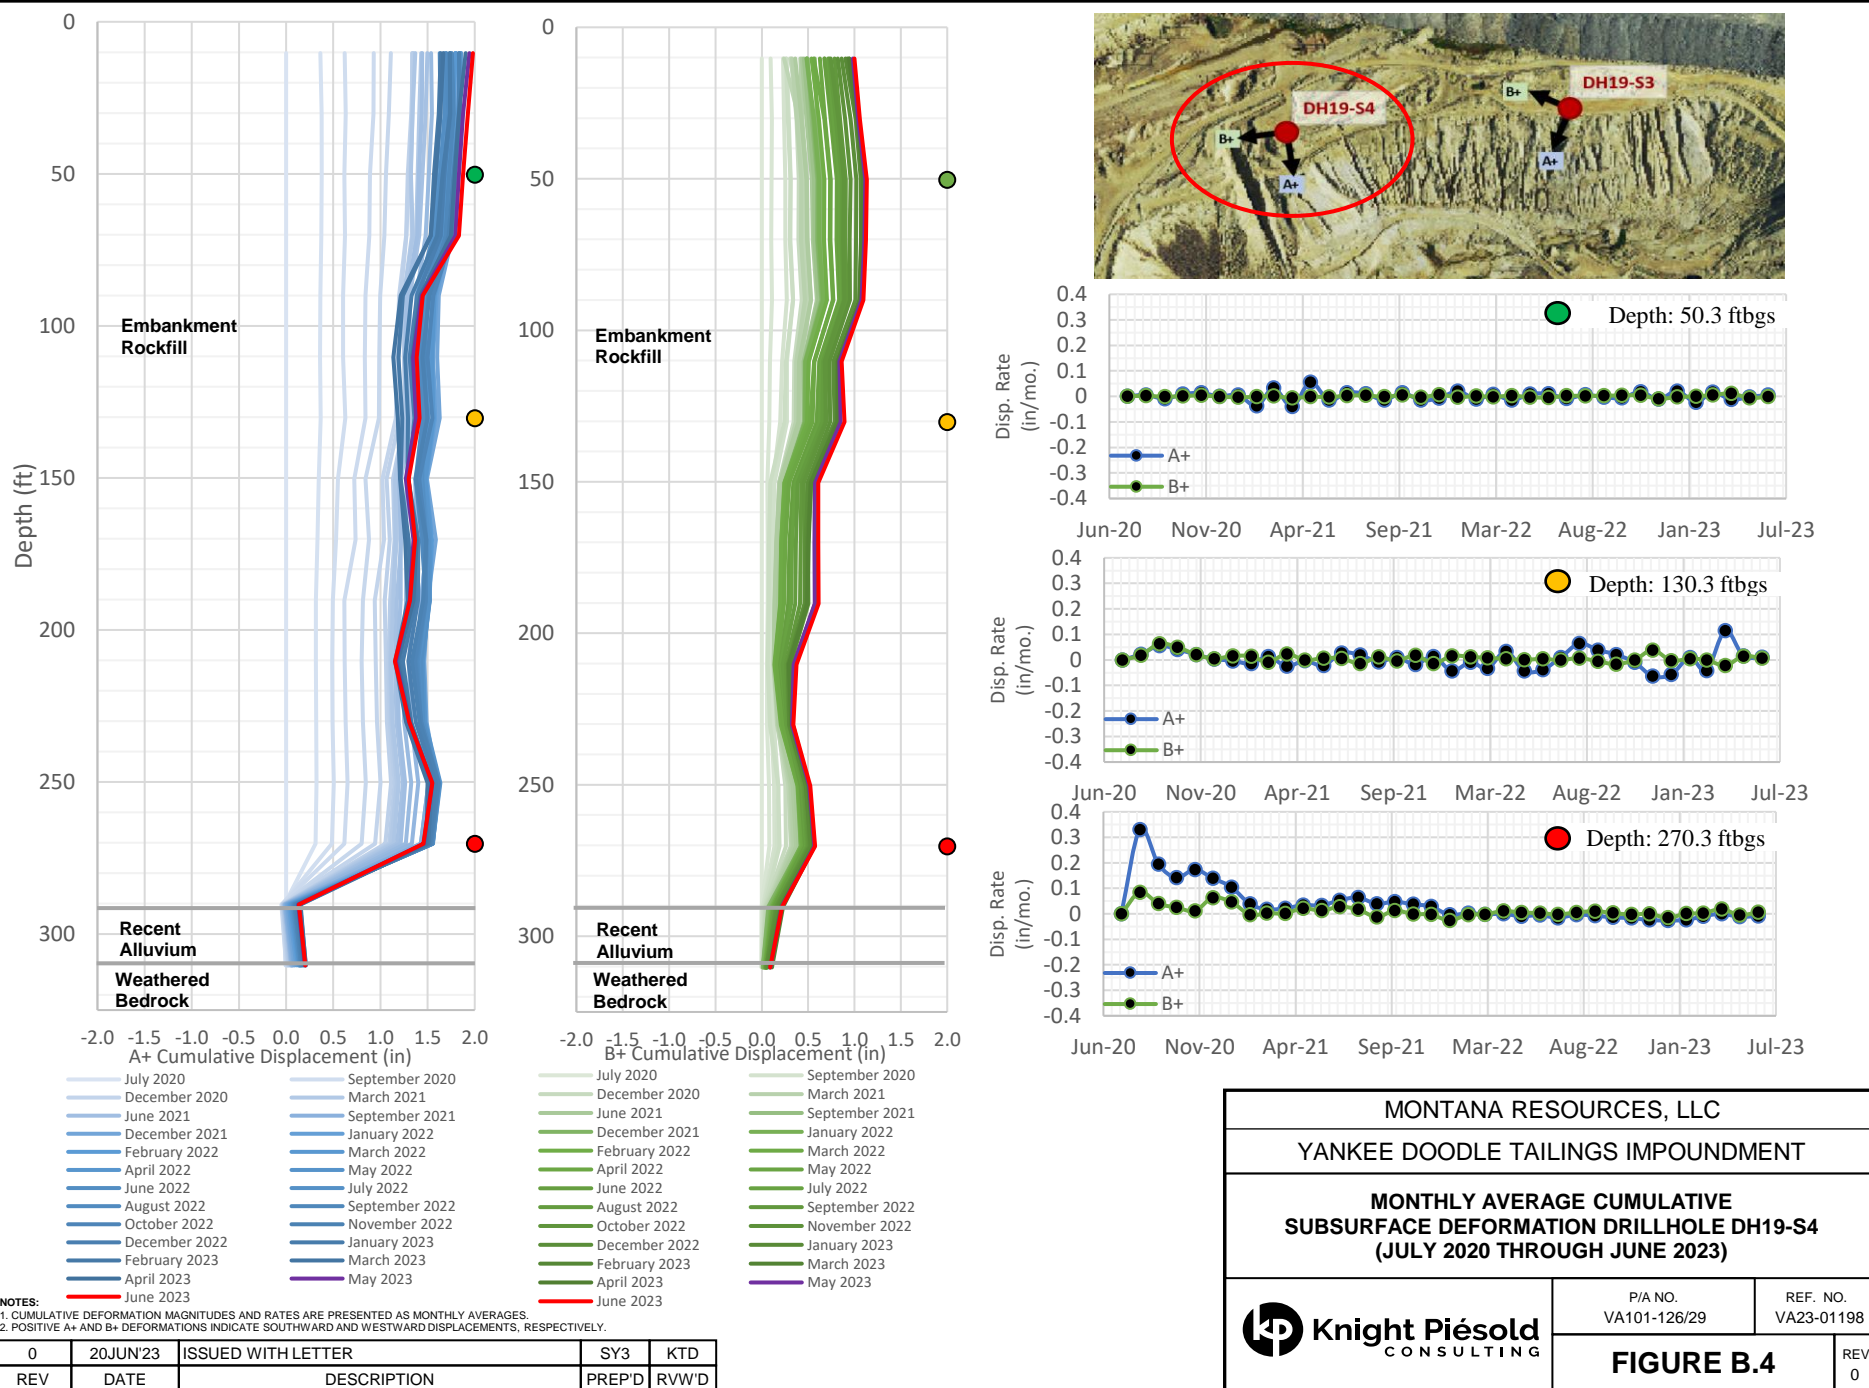 0
50
100
150
200
250
300
Depth (ft)
Embankment
Rockfill
Recent
Alluvium
Weathered
Bedrock
-2.0 -1.5 -1.0 -0.5 0.0 0.5 1.0 1.5 2.0
A+ Cumulative Displacement (in)
July 2020 September 2020
December 2020 March 2021
June 2021 September 2021
December 2021 January 2022
February 2022 March 2022
April 2022 May 2022
June 2022 July 2022
August 2022 September 2022
October 2022 November 2022
December 2022 January 2023
February 2023 March 2023
April 2023 May 2023
June 2023
0
50
100
150
200
250
300
Embankment
Rockfill
Recent
Alluvium
Weathered
Bedrock
-2.0 -1.5 -1.0 -0.5 0.0 0.5 1.0 1.5 2.0
B+ Cumulative Displacement (in)
July 2020 September 2020
December 2020 March 2021
June 2021 September 2021
December 2021 January 2022
February 2022 March 2022
April 2022 May 2022
June 2022 July 2022
August 2022 September 2022
October 2022 November 2022
December 2022 January 2023
February 2023 March 2023
April 2023 May 2023
June 2023
DH19-S4
B+
A+
DH19-S3
B+
A+
Depth: 50.3 ftbgs
0.4
0.3
0.2
0.1
0
-0.1
-0.2
-0.3
-0.4
Disp. Rate
(in/mo.)
A+
B+
Jun-20 Nov-20 Apr-21 Sep-21 Mar-22 Aug-22 Jan-23 Jul-23
Depth: 130.3 ftbgs
0.4
0.3
0.2
0.1
0
-0.1
-0.2
-0.3
-0.4
Disp. Rate
(in/mo.)
A+
B+
Jun-20 Nov-20 Apr-21 Sep-21 Mar-22 Aug-22 Jan-23 Jul-23
Depth: 270.3 ftbgs
0.4
0.3
0.2
0.1
0
-0.1
-0.2
-0.3
-0.4
Disp. Rate
(in/mo.)
A+
B+
Jun-20 Nov-20 Apr-21 Sep-21 Mar-22 Aug-22 Jan-23 Jul-23
NOTES:
1. CUMULATIVE DEFORMATION MAGNITUDES AND RATES ARE PRESENTED AS MONTHLY AVERAGES.
2. POSITIVE A+ AND B+ DEFORMATIONS INDICATE SOUTHWARD AND WESTWARD DISPLACEMENTS, RESPECTIVELY.
0 20JUN'23 ISSUED WITH LETTER SY3 KTD
REV DATE DESCRIPTION PREP'D RVW'D
MONTANA RESOURCES, LLC
YANKEE DOODLE TAILINGS IMPOUNDMENT
MONTHLY AVERAGE CUMULATIVE
SUBSURFACE DEFORMATION DRILLHOLE DH19-S4
(JULY 2020 THROUGH JUNE 2023)
kp Knight Piésold
CONSULTING
P/A NO.
VA101-126/29
REF. NO.
VA23-01198
FIGURE B.4
REV
0